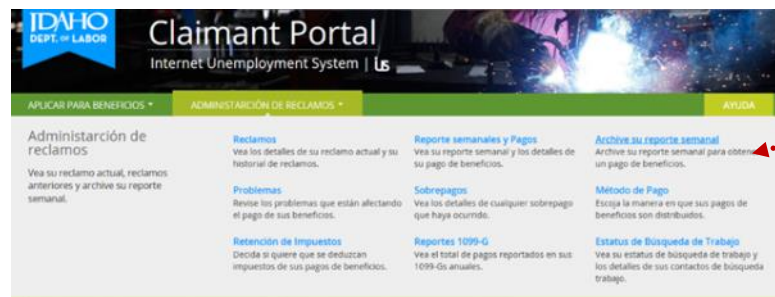 IDAHO
DEPT. OF LABOR
Claimant Portal
Internet Unemployment System | ius
APLICAR PARA BENEFICIOS
ADMINISTARCIÓN DE RECLAMOS
AYUDA
Administarción de
reclamos
Vea su reclamo actual, reclamos
anteriores y archive su reporte
semanal.
Reclamos
Vea los detalles de su reclamo actual y su
historial de reclamos.
Problemas
Revise los problemas que están afectando
el pago de sus beneficios.
Retención de Impuestos
Decida si quiere que se deduzcan
impuestos de sus pagos de beneficios.
Reporte semanales y Pagos
Vea su reporte semanal y los detalles de
su pago de beneficios.
Sobrepagos
Vea los detalles de cualquier sobrepago
que haya ocurrido.
Reportes 1099-G
Vea el total de pagos reportados en sus
1099-Gs anuales.
Archive su reporte semanal
Archive su reporte semanal para obtener
un pago de beneficios.
Método de Pago
Escoja la manera en que sus pagos de
beneficios son distribuidos.
Estatus de Búsqueda de Trabajo
Vea su estatus de búsqueda de trabajo y
los detalles de sus contactos de búsqueda
trabajo.